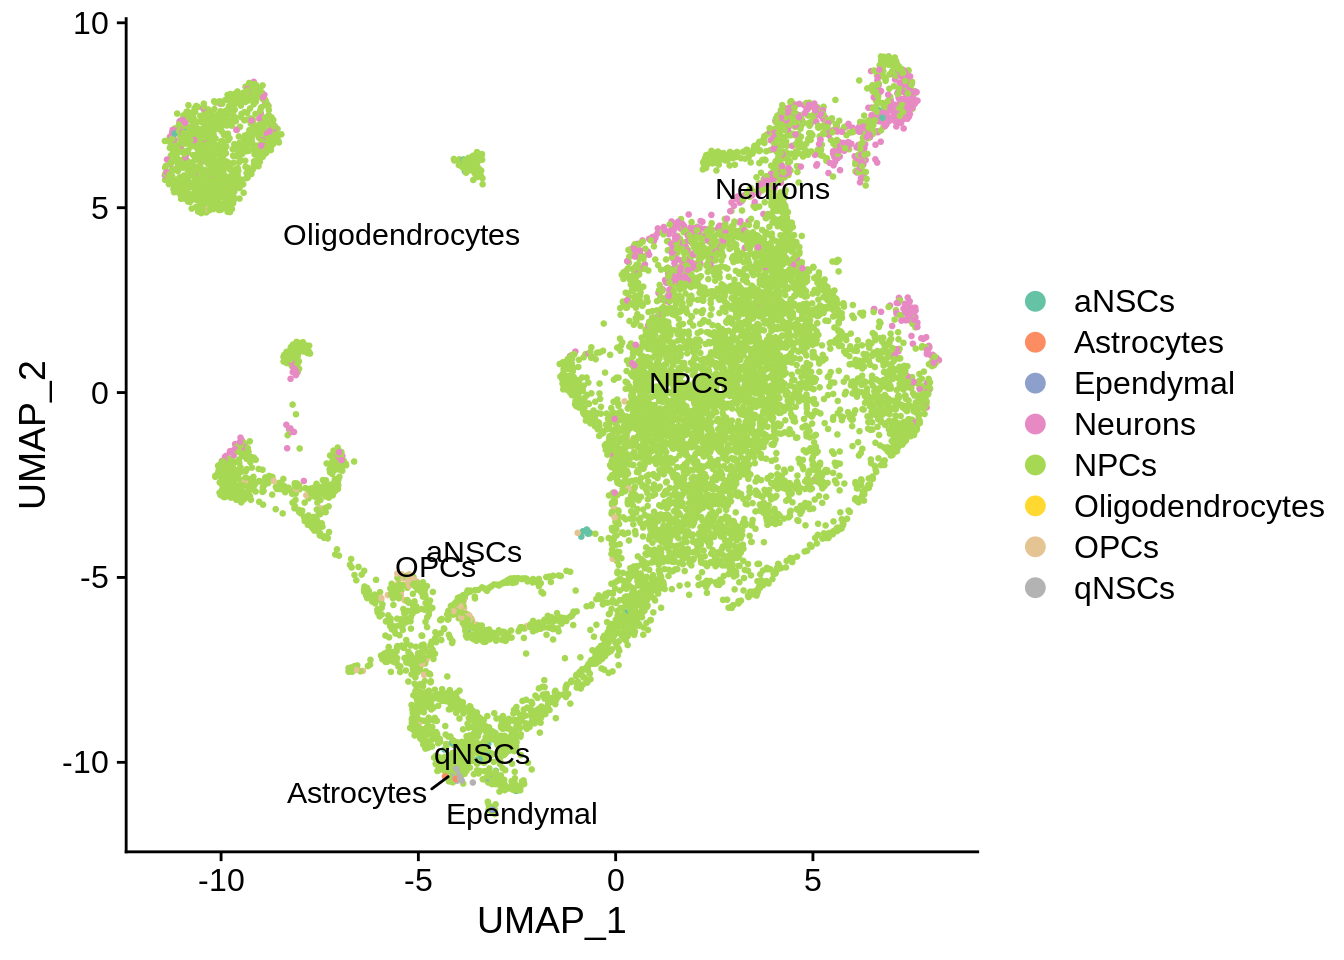 10
5
0
-5
-10
UMAP_2
Oligodendrocytes
Neurons
NPCs
aNSCs
OPCs
qNSCs
Astrocytes
Ependymal
-10
-5
0
5
UMAP_1
aNSCs
Astrocytes
Ependymal
Neurons
NPCs
Oligodendrocytes
OPCs
qNSCs